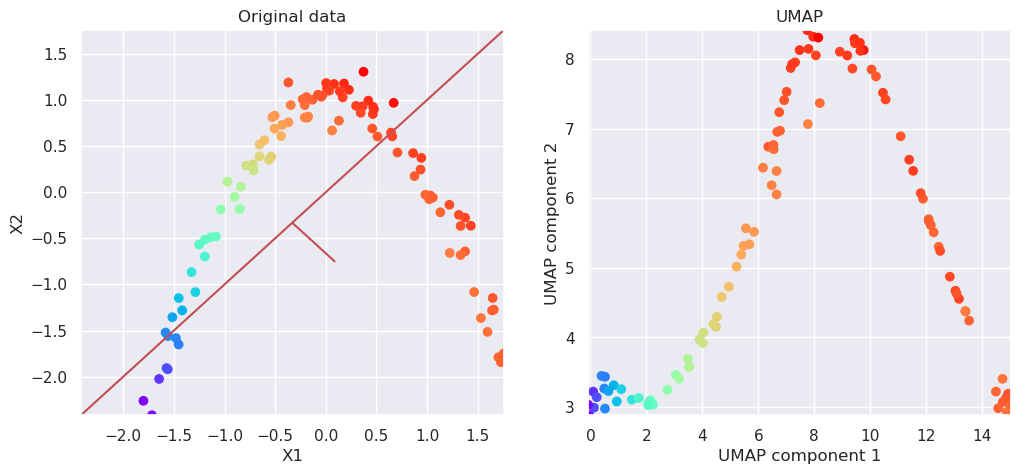 Original data
UMAP
1.5
1.0
0.5
0.0
−0.5
−1.0
−1.5
−2.0
X2
−2.0 −1.5 −1.0 −0.5 0.0 0.5 1.0 1.5
X1
8
7
6
5
4
3
UMAP component 2
0 2 4 6 8 10 12 14
UMAP component 1